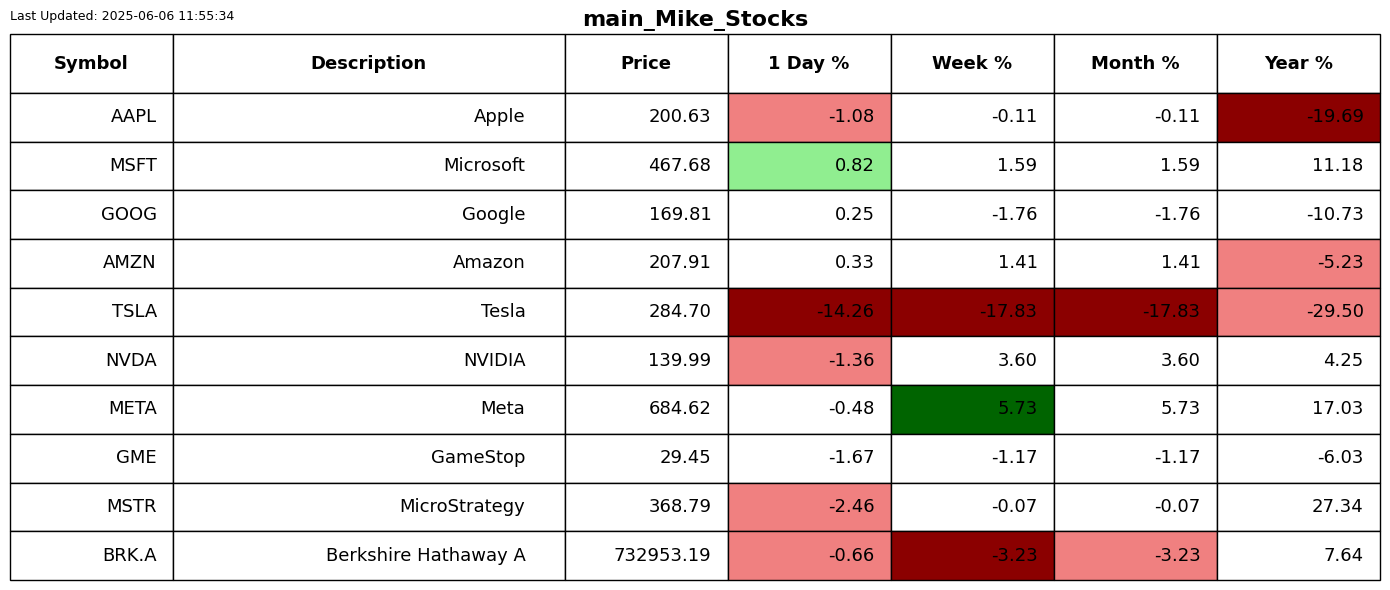 Last Updated: 2025-06-06 11:55:34
main_Mike_Stocks
Symbol Description Price 1 Day % Week % Month % Year %
AAPL Apple 200.63 -1.08 -0.11 -0.11 -19.69
MSFT Microsoft 467.68 0.82 1.59 1.59 11.18
GOOG Google 169.81 0.25 -1.76 -1.76 -10.73
AMZN Amazon 207.91 0.33 1.41 1.41 -5.23
TSLA Tesla 284.70 -14.26 -17.83 -17.83 -29.50
NVDA NVIDIA 139.99 -1.36 3.60 3.60 4.25
META Meta 684.62 -0.48 5.73 5.73 17.03
GME GameStop 29.45 -1.67 -1.17 -1.17 -6.03
MSTR MicroStrategy 368.79 -2.46 -0.07 -0.07 27.34
BRK.A Berkshire Hathaway A 732953.19 -0.66 -3.23 -3.23 7.64